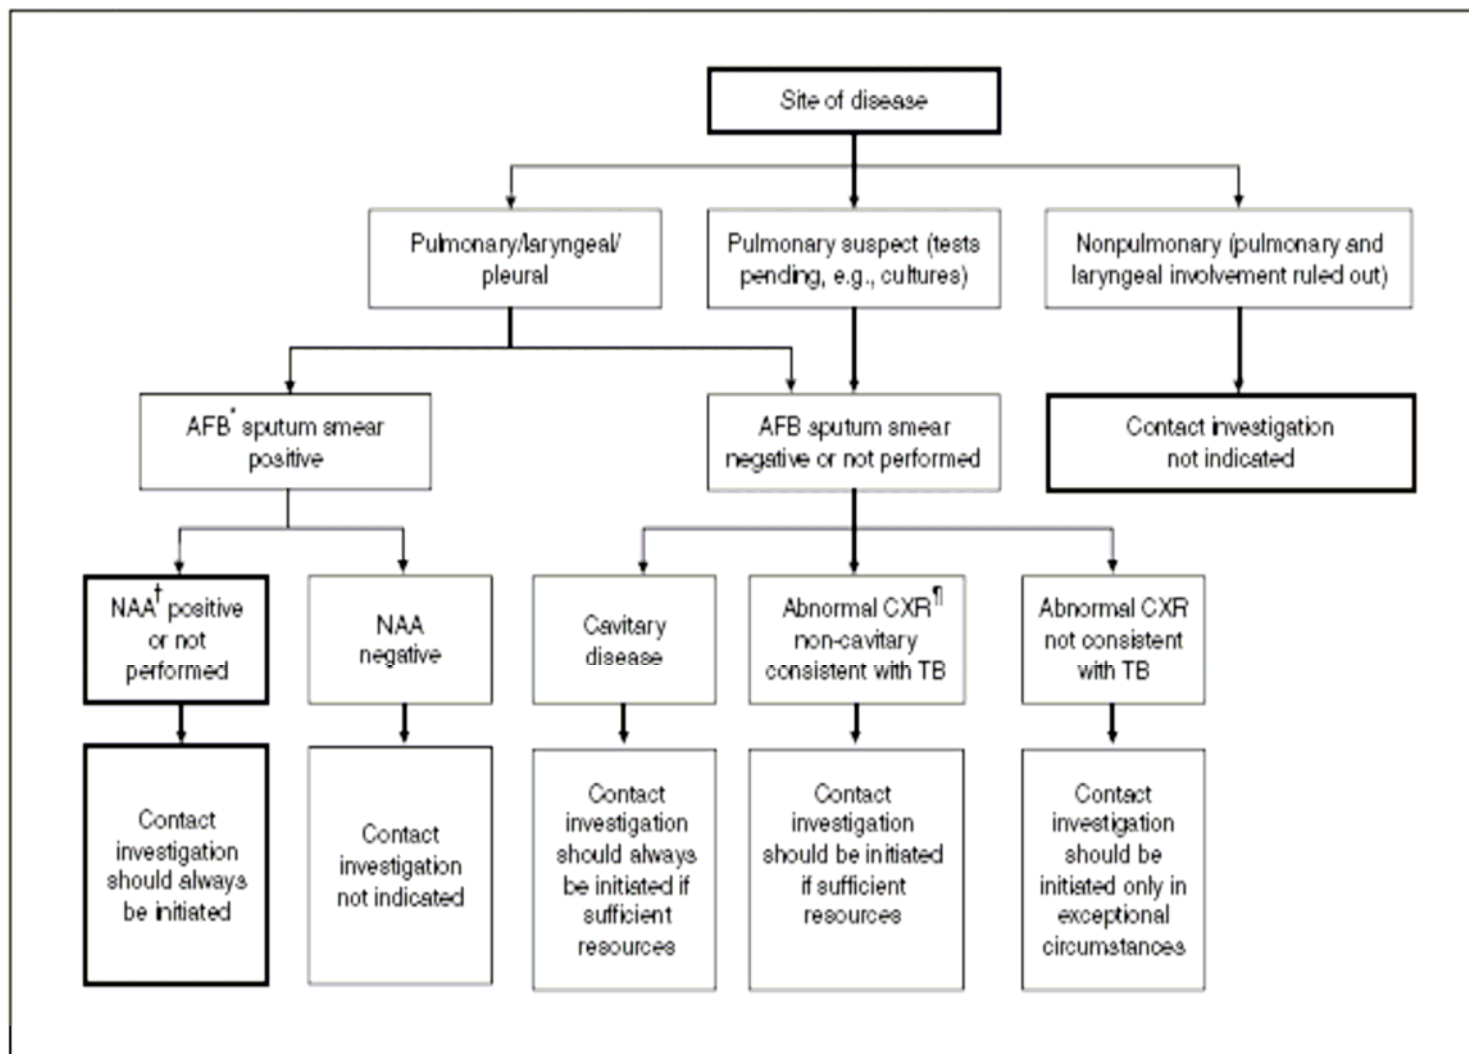 Site of disease
Pulmonary/laryngeal/
pleural
Pulmonary suspect (tests
pending, e.g., cultures)
Nonpulmonary (pulmonary and
laryngeal involvement ruled out)
AFB* sputum smear
positive
AFB sputum smear
negative or not performed
Contact investigation
not indicated
NAA† positive
or not
performed
NAA
negative
Cavitary
disease
Abnormal CXR¶
non-cavitary
consistent with TB
Abnormal CXR
not consistent
with TB
Contact
investigation
should always
be initiated
Contact
investigation
not indicated
Contact
investigation
should always
be initiated if
sufficient
resources
Contact
investigation
should be initiated
if sufficient
resources
Contact
investigation
should be
initiated only in
exceptional
circumstances